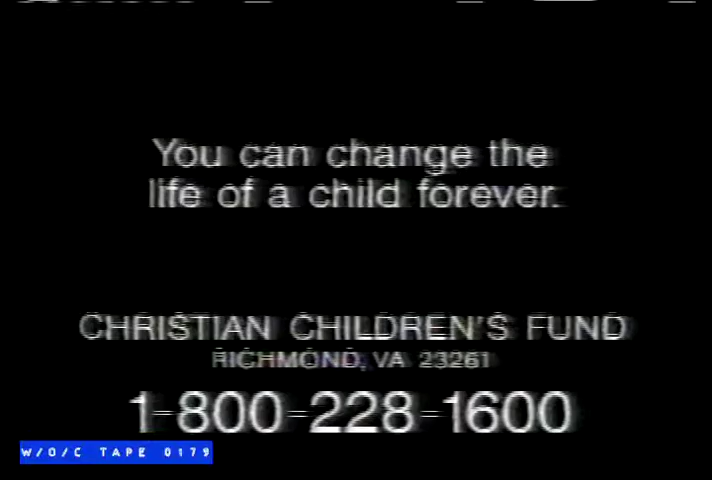 You can change the
life of a child forever.
CHRISTIAN CHILDREN'S FUND
RICHMOND, VA 23261
1-800-228-1600
W/O/C TAPE 0179